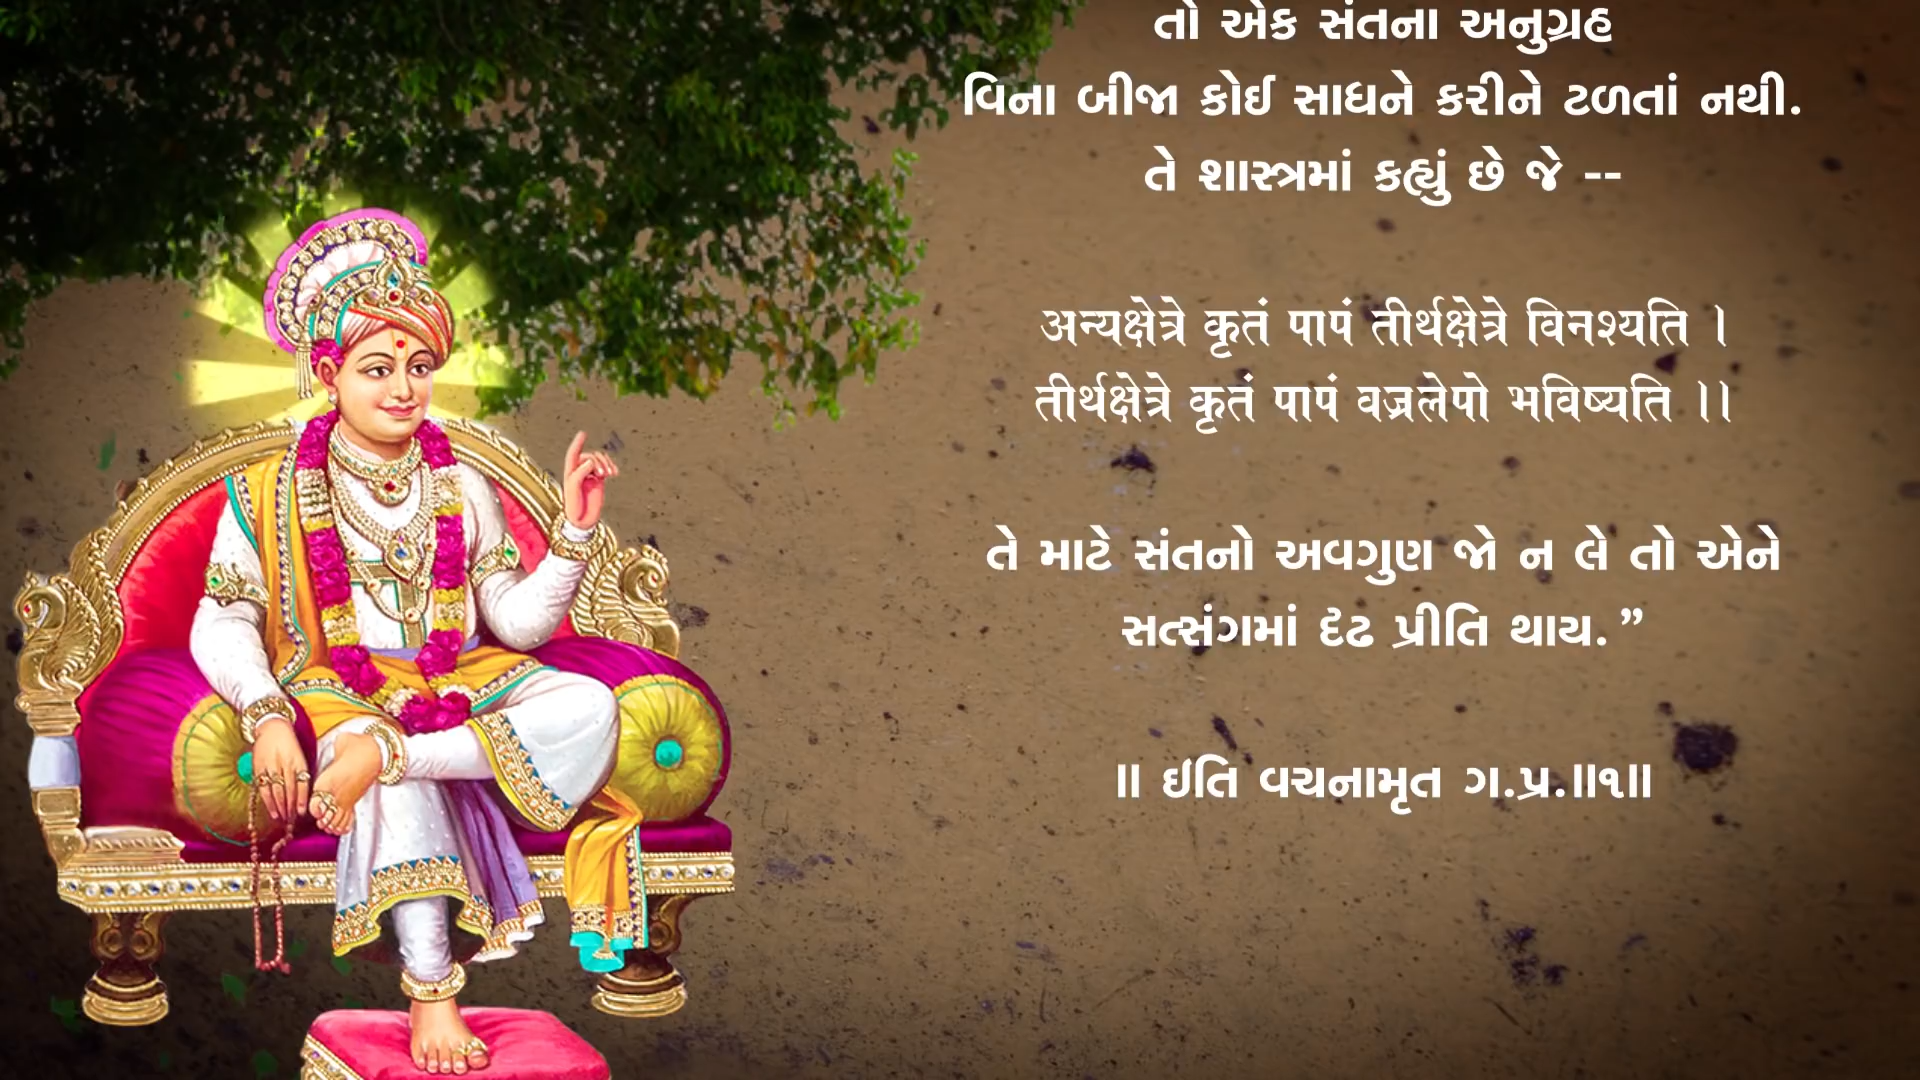 તો એક સંતના અનુગ્રહ
વિના બીજા કોઈ સાધને કરીને ટળતાં નથી.
તે શાસ્ત્રમાં કહ્યું છે જે --
अन्यक्षेत्रे कृतं पापं तीर्थक्षेत्रे विनश्यति ।
तीर्थक्षेत्रे कृतं पापं वज्रलेपो भविष्यति ।।
તે માટે સંતનો અવગુણ જો ન લે તો એને
સત્સંગમાં દૃઢ પ્રીતિ થાય.”
॥ ઇતિ વચનામૃત ગ.પ્ર.॥૧॥